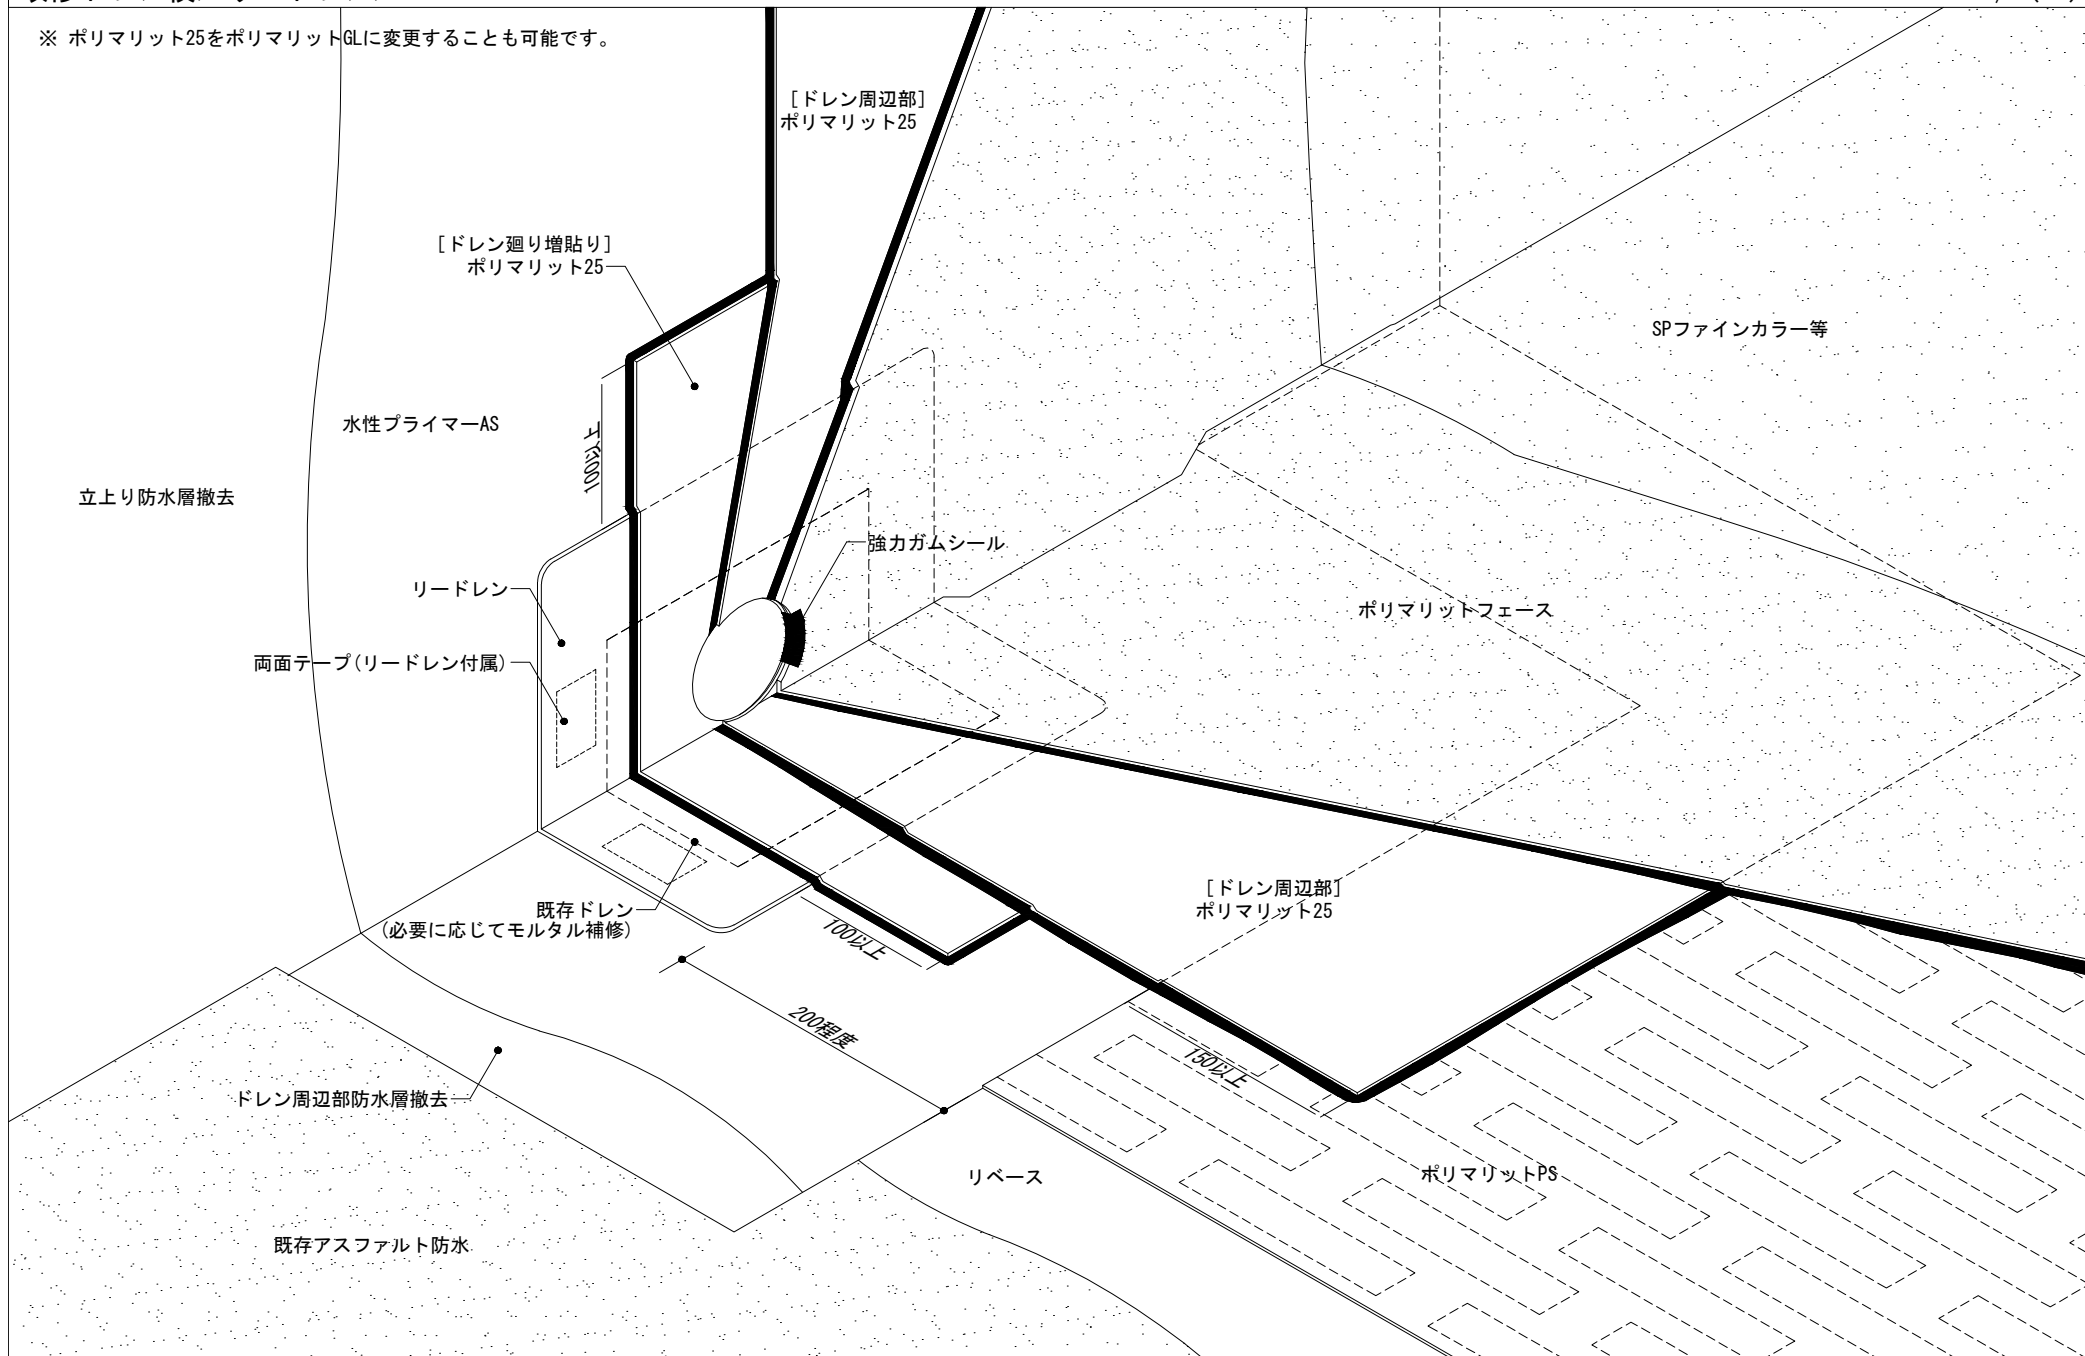 ※ ポリマリット25をポリマリットGLに変更することも可能です。
[ドレン周辺部]
ポリマリット25
[ドレン廻り増貼り]
ポリマリット25
SPファインカラー等
水性プライマーAS
100以上
立上り防水層撤去
強力ガムシール
リードレン
ポリマリットフェース
両面テープ(リードレン付属)
[ドレン周辺部]
ポリマリット25
既存ドレン
(必要に応じてモルタル補修)
100以上
200程度
150以上
ドレン周辺部防水層撤去
リベース
ポリマリットPS
既存アスファルト防水